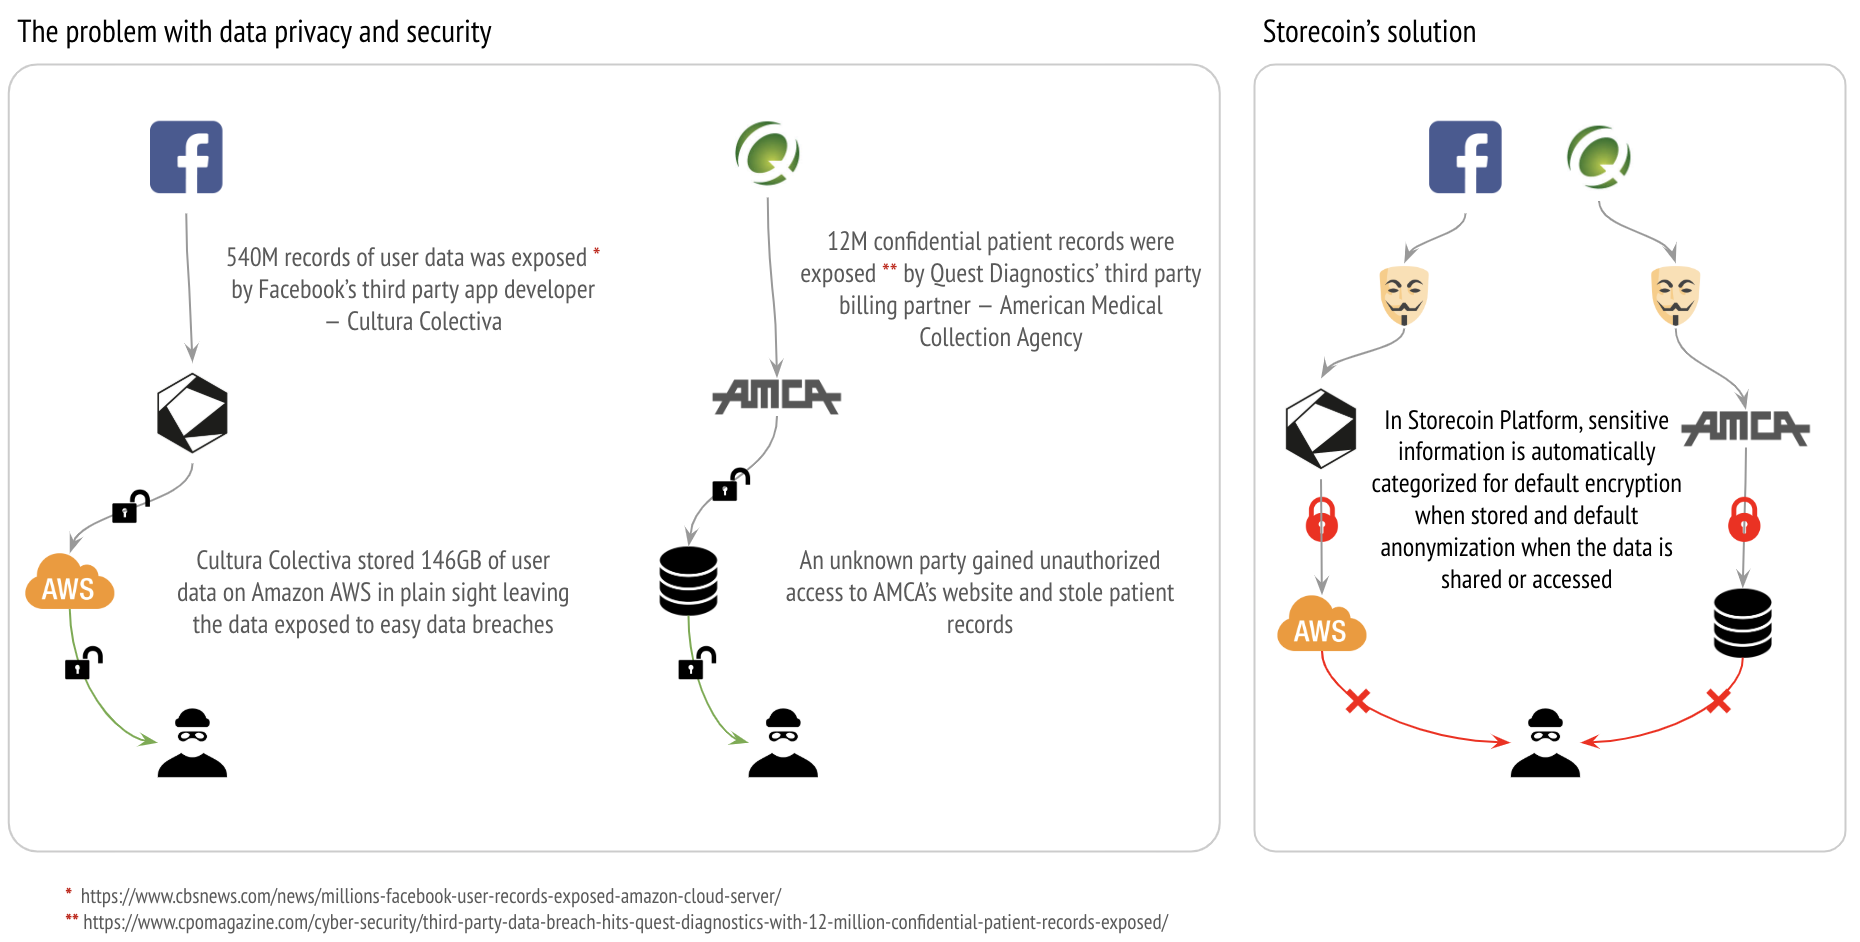 The problem with data privacy and security
540M records of user data was exposed *
by Facebook's third party app developer
— Cultura Colectiva
12M confidential patient records were
exposed ** by Quest Diagnostics' third party
billing partner — American Medical
Collection Agency
AMCA
AWS
Cultura Colectiva stored 146GB of user
data on Amazon AWS in plain sight leaving
the data exposed to easy data breaches
An unknown party gained unauthorized
access to AMCA's website and stole patient
records
Storecoin's solution
AMCA
In Storecoin Platform, sensitive
information is automatically
categorized for default encryption
when stored and default
anonymization when the data is
shared or accessed
AWS
* https://www.cbsnews.com/news/millions-facebook-user-records-exposed-amazon-cloud-server/
** https://www.cpomagazine.com/cyber-security/third-party-data-breach-hits-quest-diagnostics-with-12-million-confidential-patient-records-exposed/